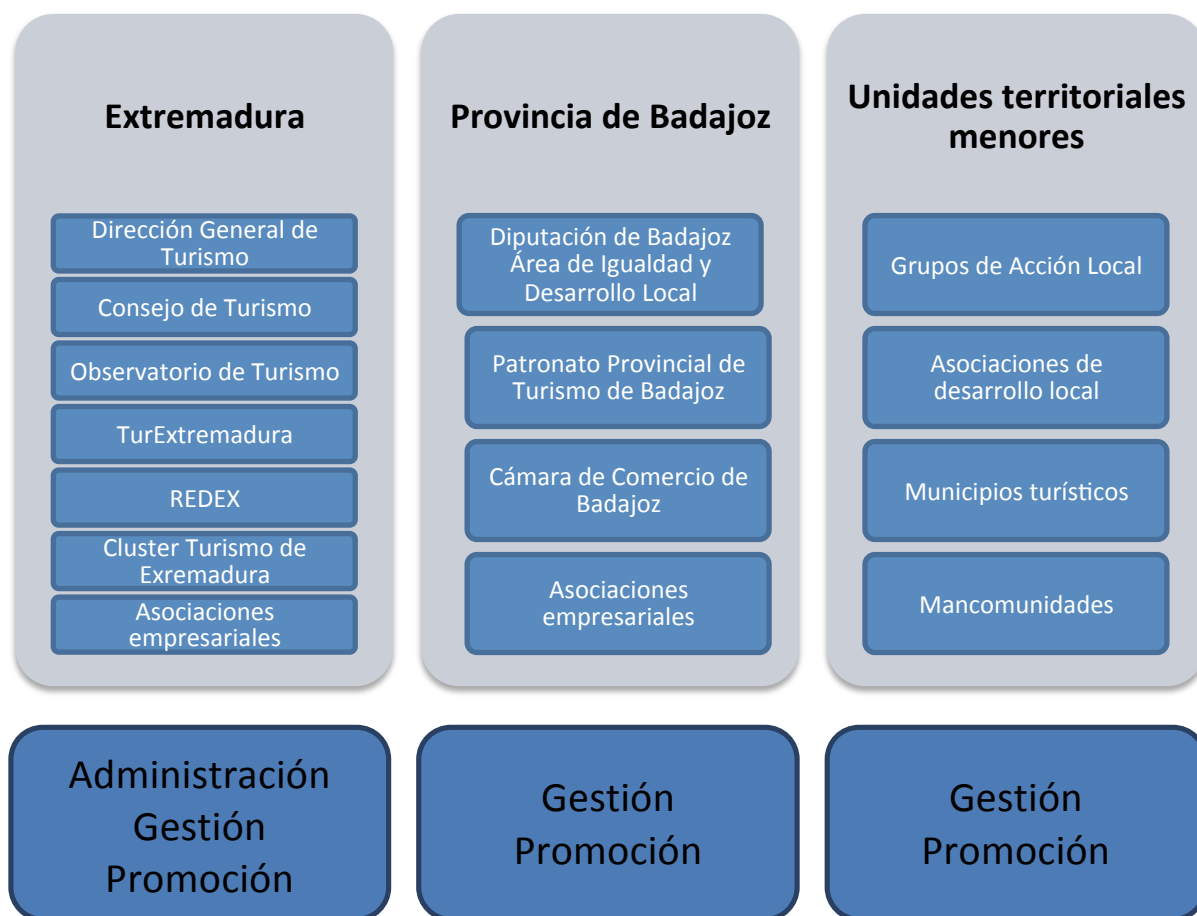 Extremadura
Dirección General de
Turismo
Consejo de Turismo
Observatorio de Turismo
TurExtremadura
REDEX
Cluster Turismo de
Exremadura
Asociaciones
empresariales
Administración
Gestión
Promoción
Provincia de Badajoz
Diputación de Badajoz
Área de Igualdad y
Desarrollo Local
Patronato Provincial de
Turismo de Badajoz
Cámara de Comercio de
Badajoz
Asociaciones
empresariales
Gestión
Promoción
Unidades territoriales
menores
Grupos de Acción Local
Asociaciones de
desarrollo local
Municipios turísticos
Mancomunidades
Gestión
Promoción